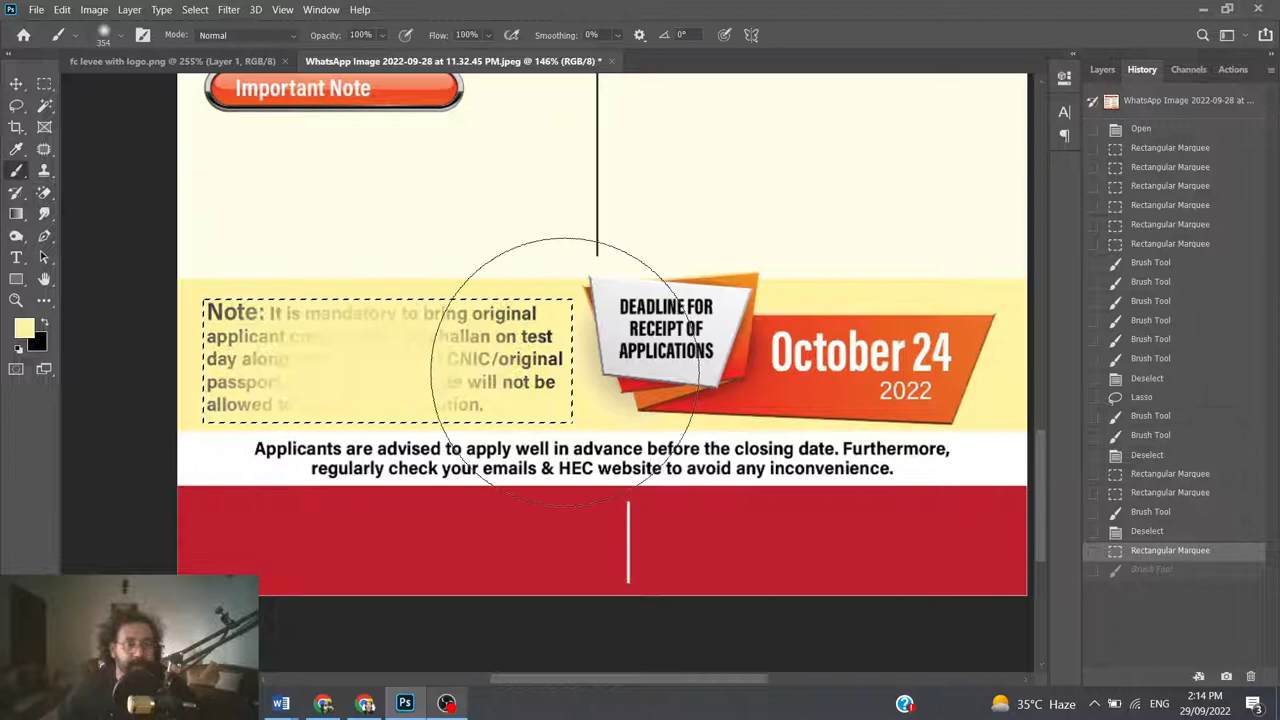 Ps File Edit Image Layer Type Select Filter 3D View Window Help
354 Mode: Normal Opacity: 100% Flow: 100% Smoothing: 0% 0°
fc levee with logo.png @ 255% (Layer 1, RGB/8) × WhatsApp Image 2022-09-28 at 11.32.45 PM.jpeg @ 146% (RGB/8) * ×
Important Note
Note: It is mandatory to bring original
applicant challan on test
day along CNIC/original
passport will not be
allowed to
DEADLINE FOR
RECEIPT OF
APPLICATIONS
October 24
2022
Applicants are advised to apply well in advance before the closing date. Furthermore,
regularly check your emails & HEC website to avoid any inconvenience.
Layers History Channels Actions
WhatsApp Image 2022-09-28 at ...
Open
Rectangular Marquee
Rectangular Marquee
Rectangular Marquee
Rectangular Marquee
Rectangular Marquee
Rectangular Marquee
Brush Tool
Brush Tool
Brush Tool
Brush Tool
Brush Tool
Brush Tool
Deselect
Lasso
Brush Tool
Brush Tool
Deselect
Rectangular Marquee
Rectangular Marquee
Brush Tool
Deselect
Rectangular Marquee
Brush Tool
35°C Haze
2:14 PM
29/09/2022
3